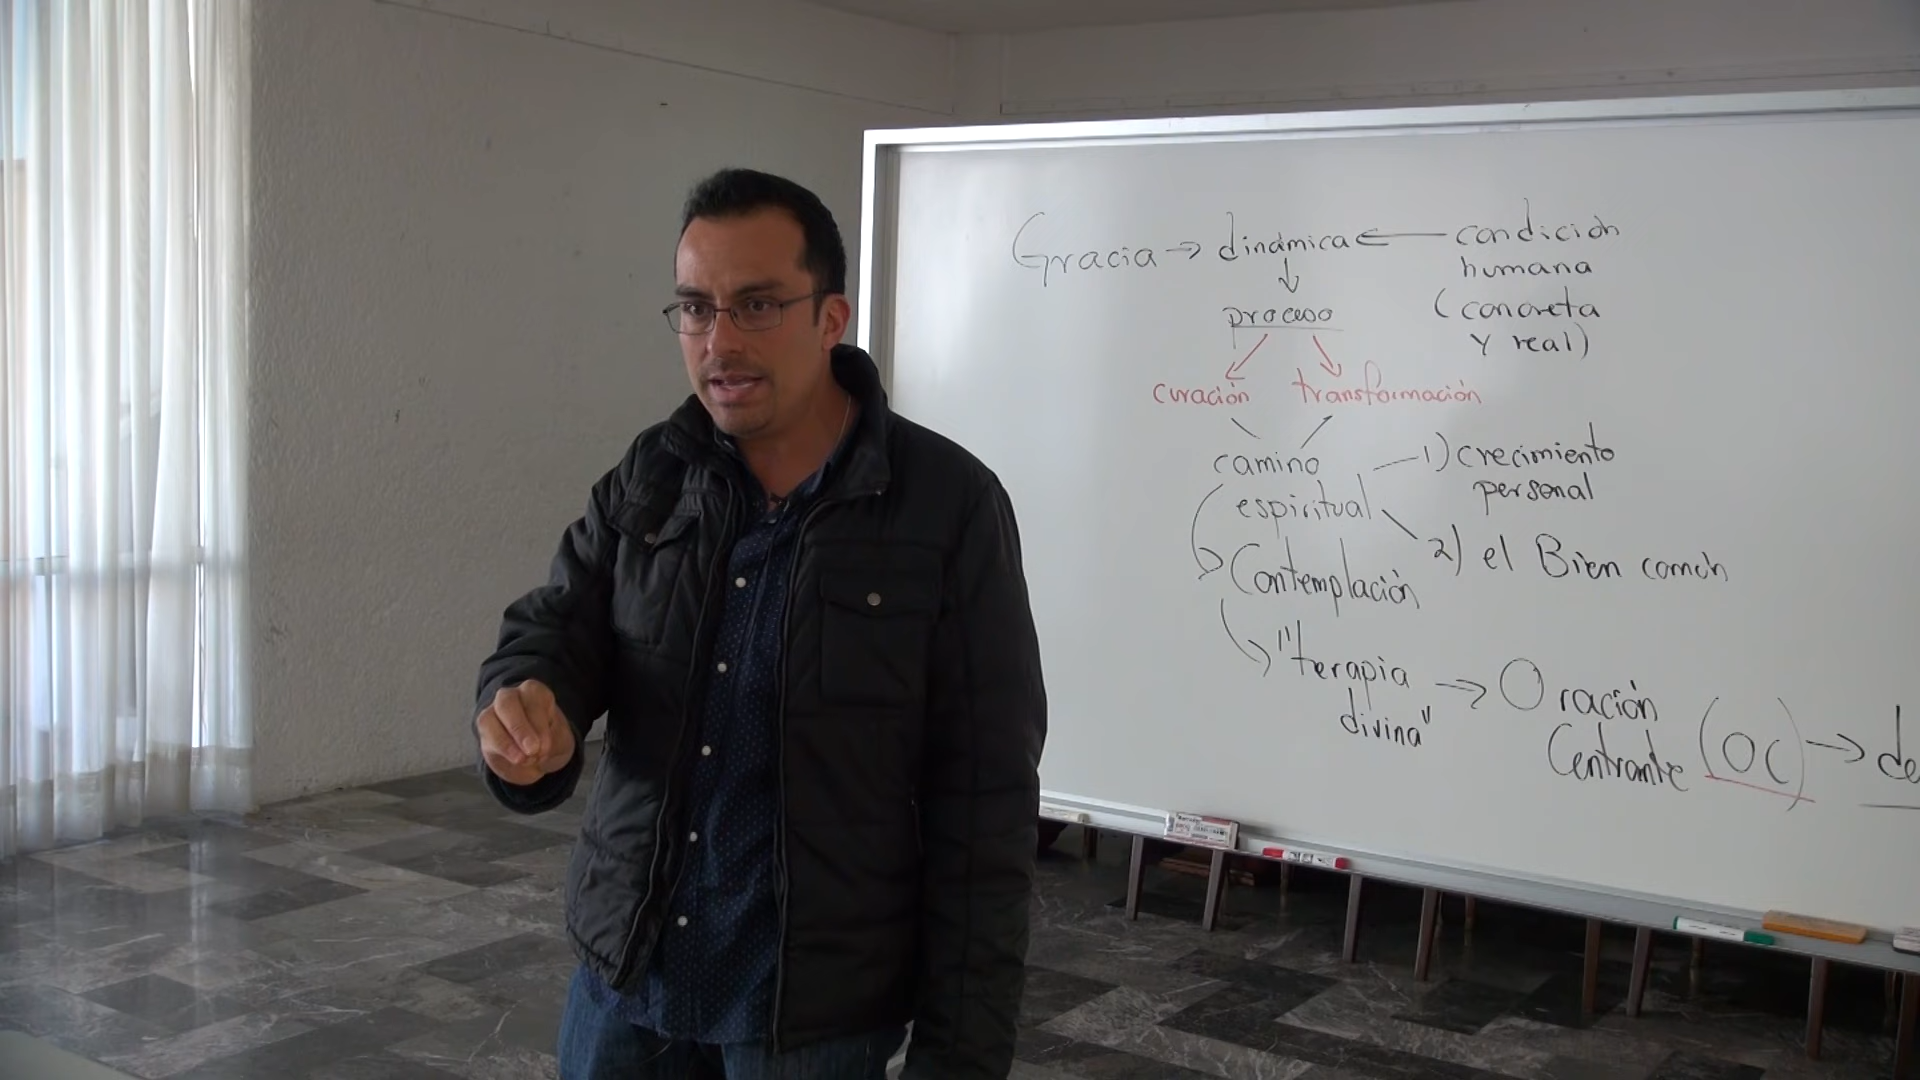 Gracia → dinámica ← condición
humana
(concreta
y real)
proceso
curación transformación
camino
espiritual
1) crecimiento
personal
2) el Bien común
Contemplación
"terapia
divina" → Oración
Centrante (OC) → de